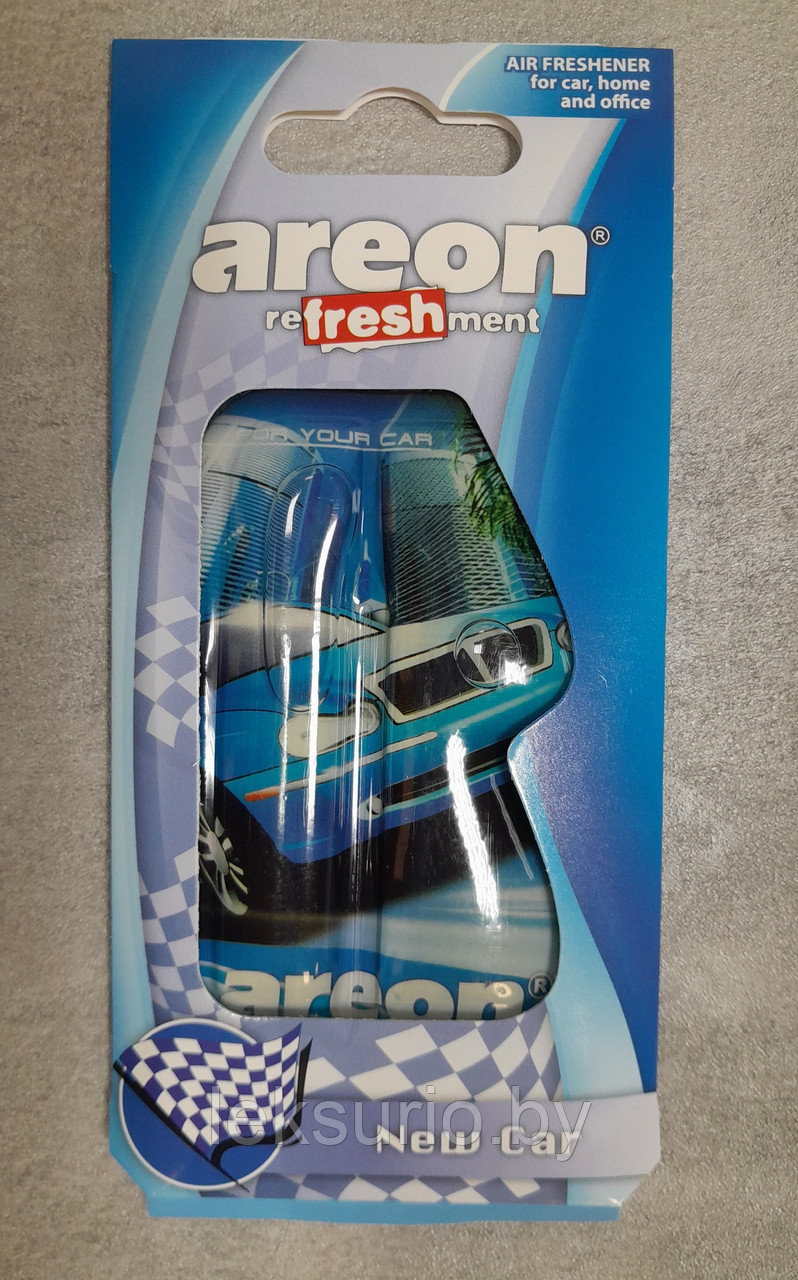 AIR FRESHENER
for car, home
and office
areon®
refreshment
YOUR CAR
areon®
New Car
leksurio.by